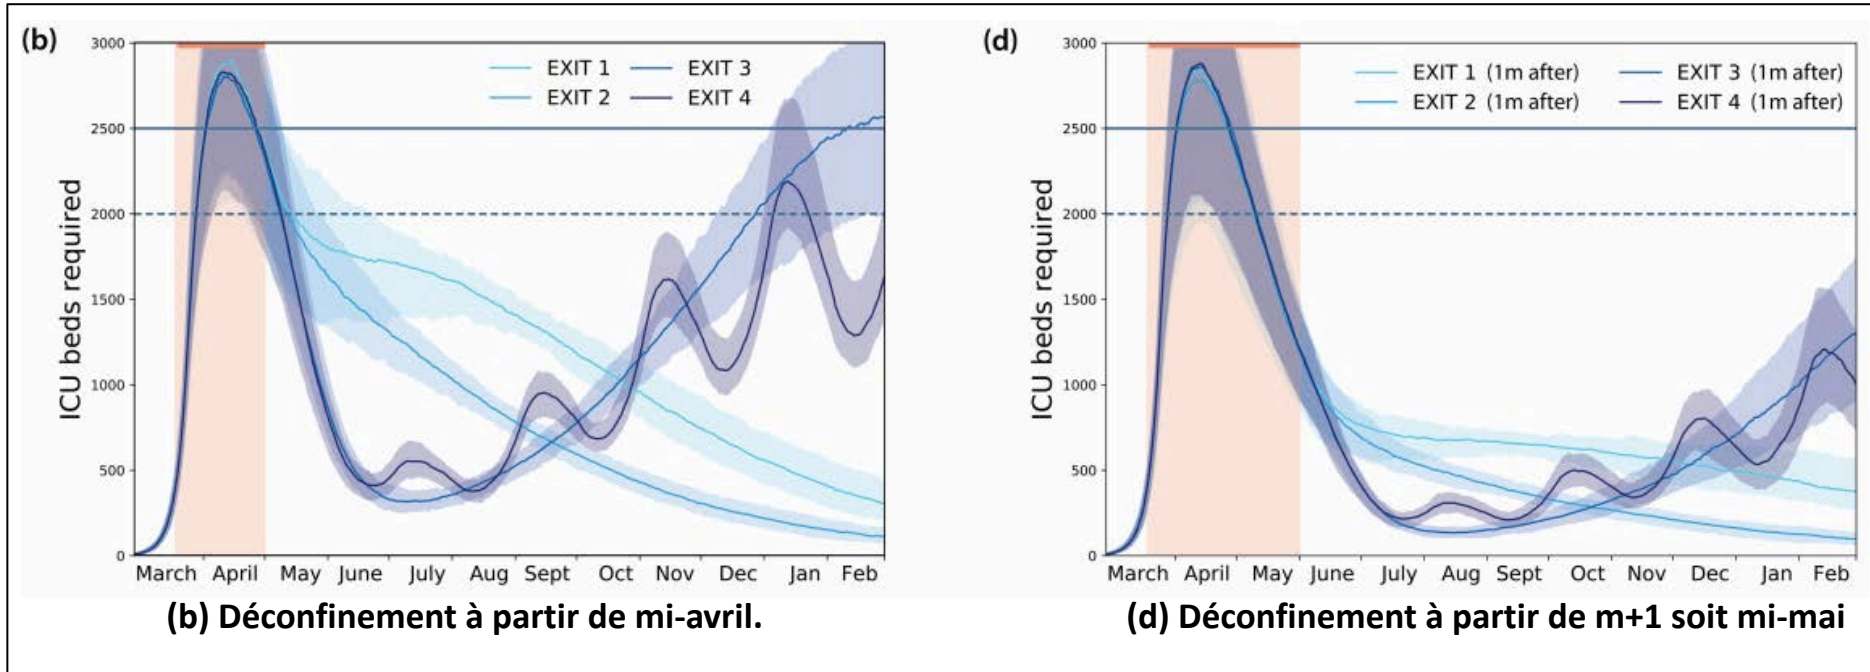 (b)
3000
2500
2000
1500
1000
500
0
ICU beds required
EXIT 1 EXIT 3
EXIT 2 EXIT 4
March April May June July Aug Sept Oct Nov Dec Jan Feb
(b) Déconfinement à partir de mi-avril.
(d)
3000
2500
2000
1500
1000
500
0
ICU beds required
EXIT 1 (1m after) EXIT 3 (1m after)
EXIT 2 (1m after) EXIT 4 (1m after)
March April May June July Aug Sept Oct Nov Dec Jan Feb
(d) Déconfinement à partir de m+1 soit mi-mai